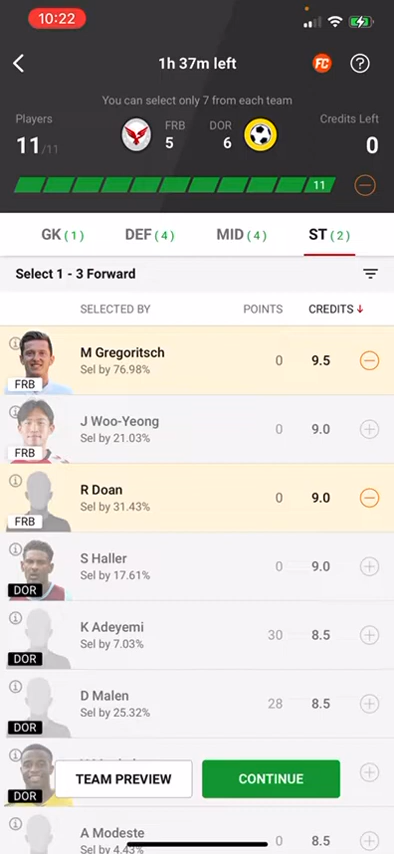 10:22
1h 37m left
FC
?
You can select only 7 from each team
Players
FRB
DOR
Credits Left
11/11
5
6
0
11
GK (1)
DEF (4)
MID (4)
ST (2)
Select 1 - 3 Forward
SELECTED BY
POINTS
CREDITS ↓
M Gregoritsch
Sel by 76.98%
0
9.5
FRB
J Woo-Yeong
Sel by 21.03%
0
9.0
FRB
R Doan
Sel by 31.43%
0
9.0
FRB
S Haller
Sel by 17.61%
0
9.0
DOR
K Adeyemi
Sel by 7.03%
30
8.5
DOR
D Malen
Sel by 25.32%
28
8.5
DOR
TEAM PREVIEW
CONTINUE
DOR
A Modeste
Sel by 4.43%
0
8.5